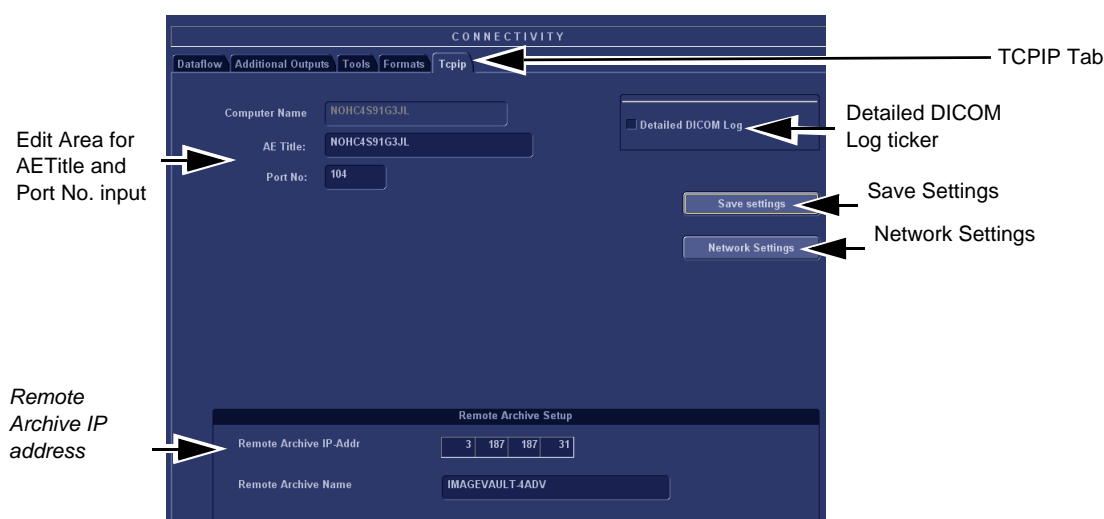 CONNECTIVITY
Dataflow Additional Outputs Tools Formats Tcpip
TCPIP Tab
Computer Name NOHC4S91G3JL
AE Title: NOHC4S91G3JL
Port No: 104
Edit Area for
AETitle and
Port No. input
Detailed DICOM Log
Detailed DICOM
Log ticker
Save settings
Save Settings
Network Settings
Network Settings
Remote
Archive IP
address
Remote Archive Setup
Remote Archive IP-Addr 3 187 187 31
Remote Archive Name IMAGEVAULT-4ADV